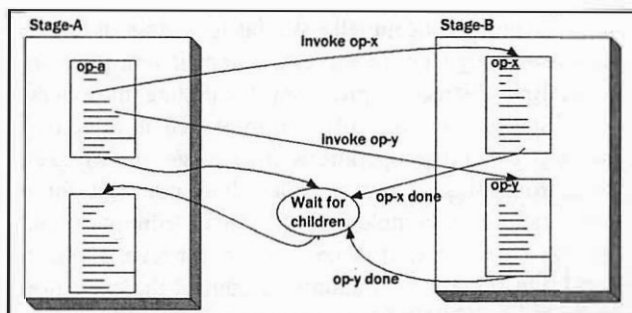 Stage-A
Stage-B
Invoke op-x
op-a
op-x
Invoke op-y
op-y
Wait for
children
op-x done
op-y done